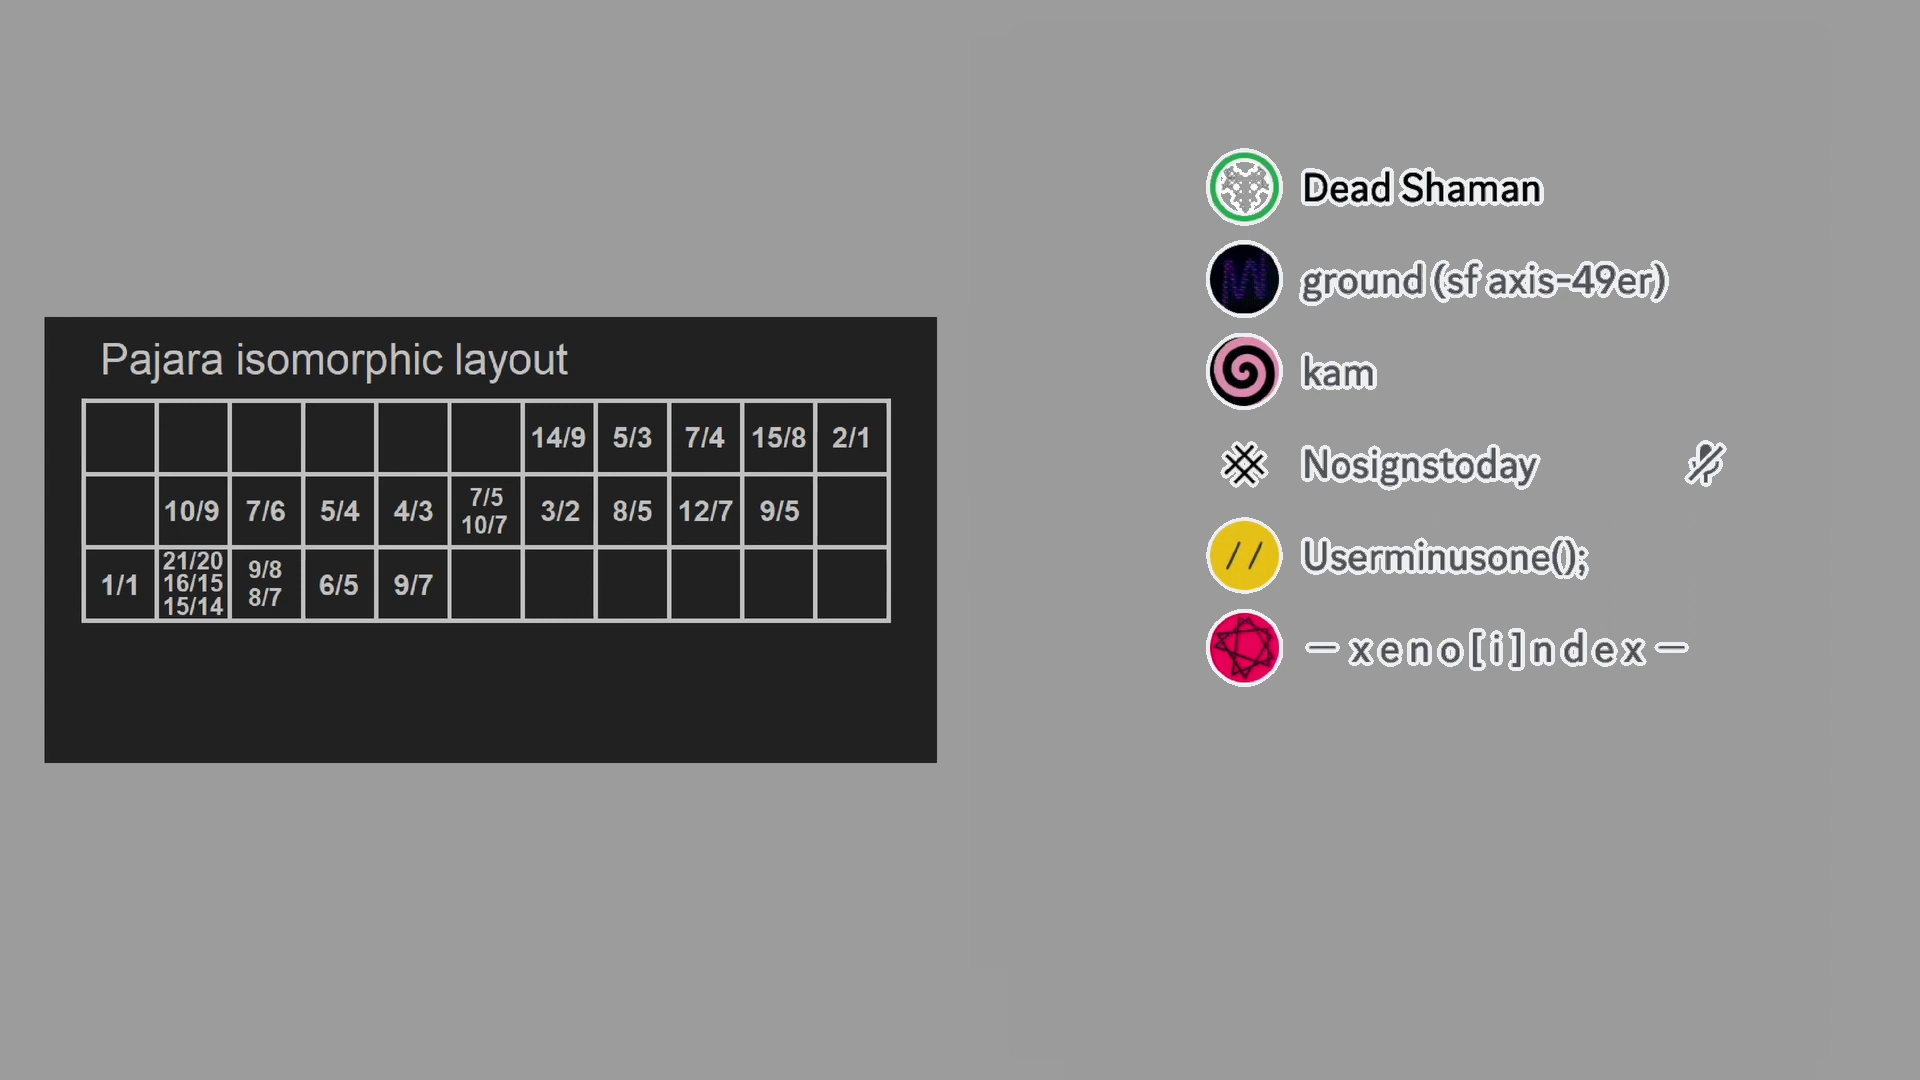 Pajara isomorphic layout
14/9 5/3 7/4 15/8 2/1
10/9 7/6 5/4 4/3 7/5 10/7 3/2 8/5 12/7 9/5
1/1 21/20 16/15 15/14 9/8 8/7 6/5 9/7
Dead Shaman
ground (sf axis-49er)
kam
Nosignstoday
Userminusone();
— x e n o [ i ] n d e x —